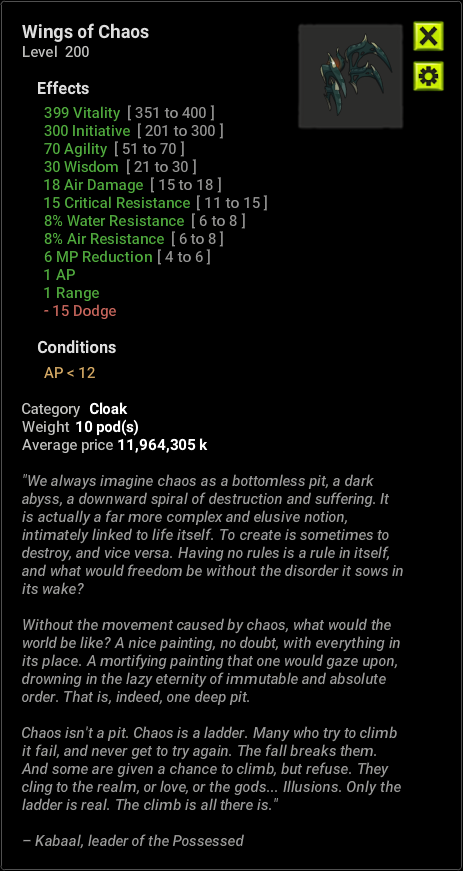 Wings of Chaos
Level 200
Effects
399 Vitality [ 351 to 400 ]
300 Initiative [ 201 to 300 ]
70 Agility [ 51 to 70 ]
30 Wisdom [ 21 to 30 ]
18 Air Damage [ 15 to 18 ]
15 Critical Resistance [ 11 to 15 ]
8% Water Resistance [ 6 to 8 ]
8% Air Resistance [ 6 to 8 ]
6 MP Reduction [ 4 to 6 ]
1 AP
1 Range
- 15 Dodge
Conditions
AP < 12
Category Cloak
Weight 10 pod(s)
Average price 11,964,305 k
"We always imagine chaos as a bottomless pit, a dark
abyss, a downward spiral of destruction and suffering. It
is actually a far more complex and elusive notion,
intimately linked to life itself. To create is sometimes to
destroy, and vice versa. Having no rules is a rule in itself,
and what would freedom be without the disorder it sows in
its wake?
Without the movement caused by chaos, what would the
world be like? A nice painting, no doubt, with everything in
its place. A mortifying painting that one would gaze upon,
drowning in the lazy eternity of immutable and absolute
order. That is, indeed, one deep pit.
Chaos isn't a pit. Chaos is a ladder. Many who try to climb
it fail, and never get to try again. The fall breaks them.
And some are given a chance to climb, but refuse. They
cling to the realm, or love, or the gods... Illusions. Only the
ladder is real. The climb is all there is."
– Kabaal, leader of the Possessed